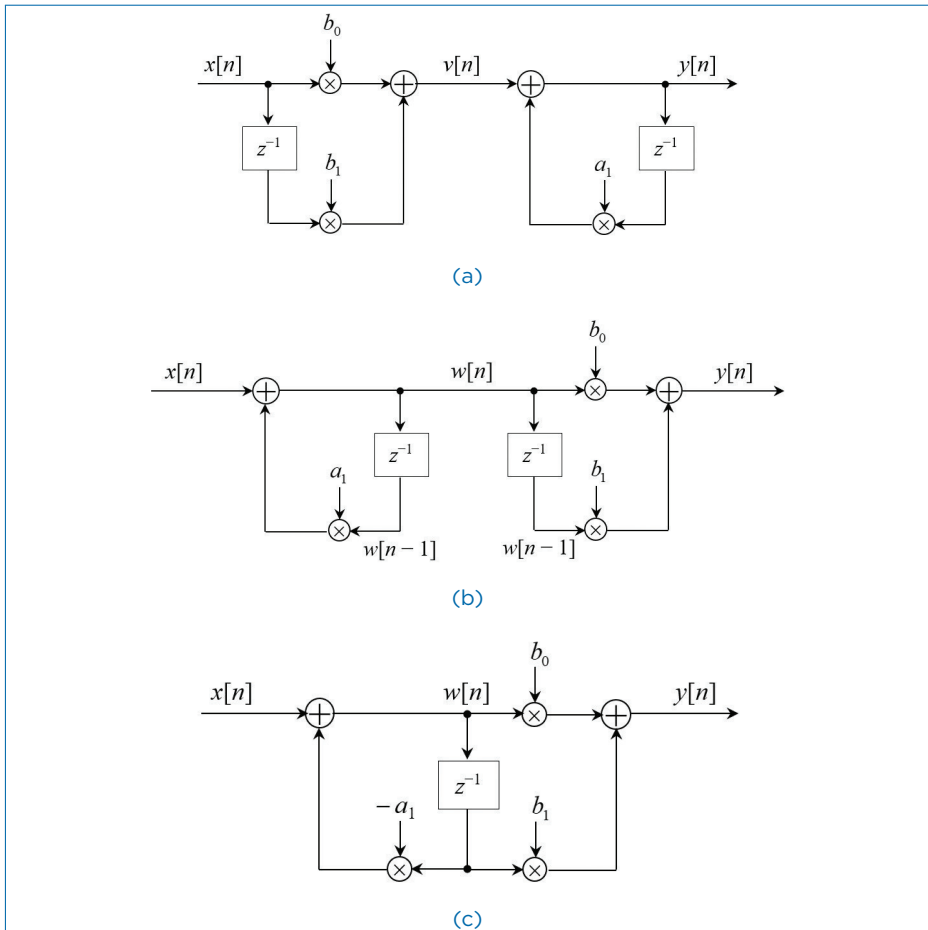 b₀
x[n] v[n] y[n]
z⁻¹ z⁻¹
b₁ a₁
(a)
b₀
x[n] w[n] y[n]
z⁻¹ z⁻¹
a₁ b₁
w[n − 1] w[n − 1]
(b)
b₀
x[n] w[n] y[n]
z⁻¹
− a₁ b₁
(c)